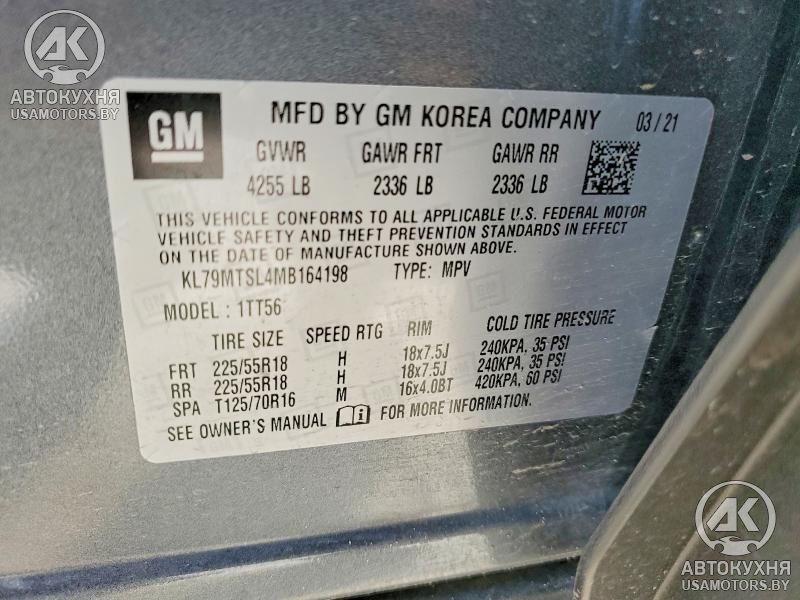 AK
АВТОКУХНЯ
USAMOTORS.BY
GM
MFD BY GM KOREA COMPANY 03 / 21
GVWR GAWR FRT GAWR RR
4255 LB 2336 LB 2336 LB
THIS VEHICLE CONFORMS TO ALL APPLICABLE U.S. FEDERAL MOTOR
VEHICLE SAFETY AND THEFT PREVENTION STANDARDS IN EFFECT
ON THE DATE OF MANUFACTURE SHOWN ABOVE.
KL79MTSL4MB164198 TYPE: MPV
MODEL : 1TT56
TIRE SIZE SPEED RTG RIM COLD TIRE PRESSURE
FRT 225/55R18 H 18x7.5J 240KPA, 35 PSI
RR 225/55R18 H 18x7.5J 240KPA, 35 PSI
SPA T125/70R16 M 16x4.0BT 420KPA, 60 PSI
SEE OWNER'S MANUAL FOR MORE INFORMATION.
AK
АВТОКУХНЯ
USAMOTORS.BY